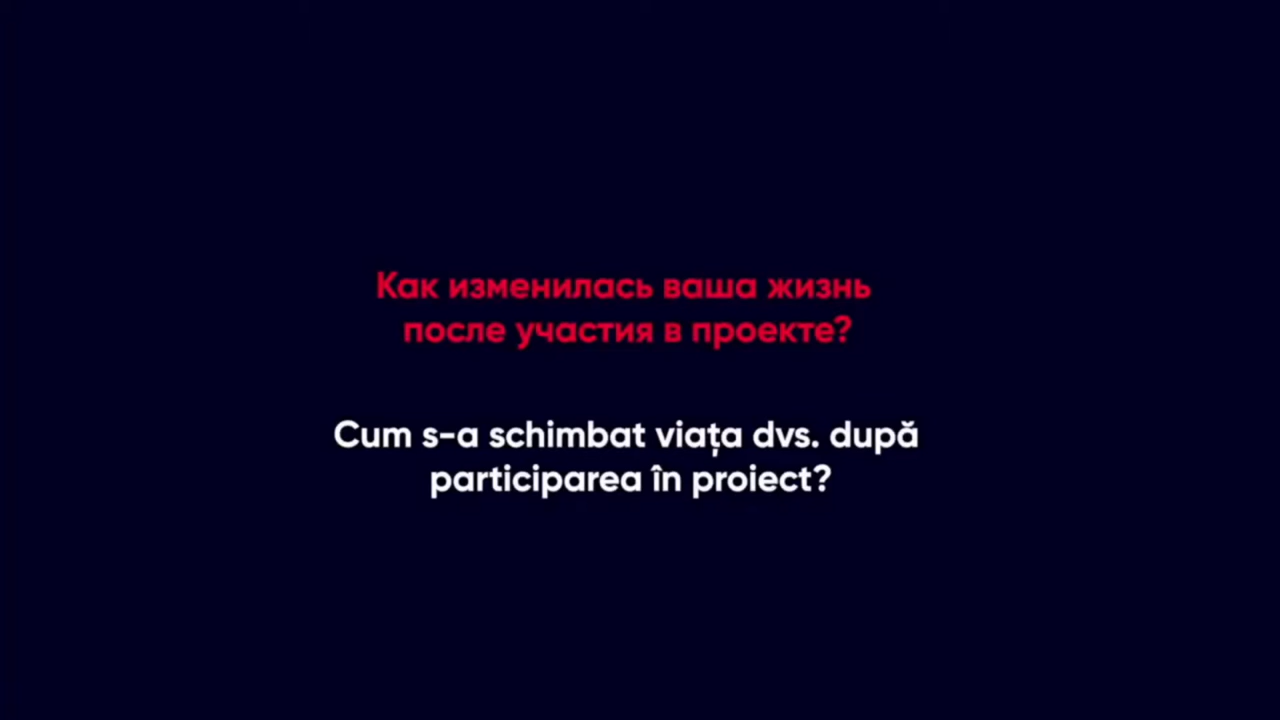 Как изменилась ваша жизнь
после участия в проекте?
Cum s-a schimbat viața dvs. după
participarea în proiect?